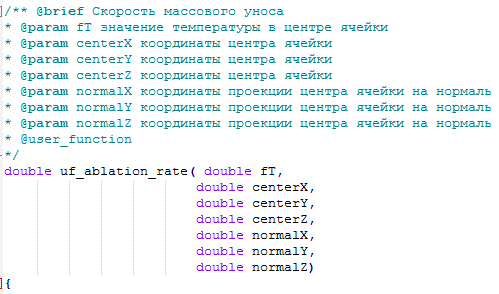 /** @brief Скорость массового уноса
* @param fT значение температуры в центре ячейки
* @param centerX координаты центра ячейки
* @param centerY координаты центра ячейки
* @param centerZ координаты центра ячейки
* @param normalX координаты проекции центра ячейки на нормаль
* @param normalY координаты проекции центра ячейки на нормаль
* @param normalZ координаты проекции центра ячейки на нормаль
* @user_function
*/
double uf_ablation_rate( double fT,
double centerX,
double centerY,
double centerZ,
double normalX,
double normalY,
double normalZ)
{